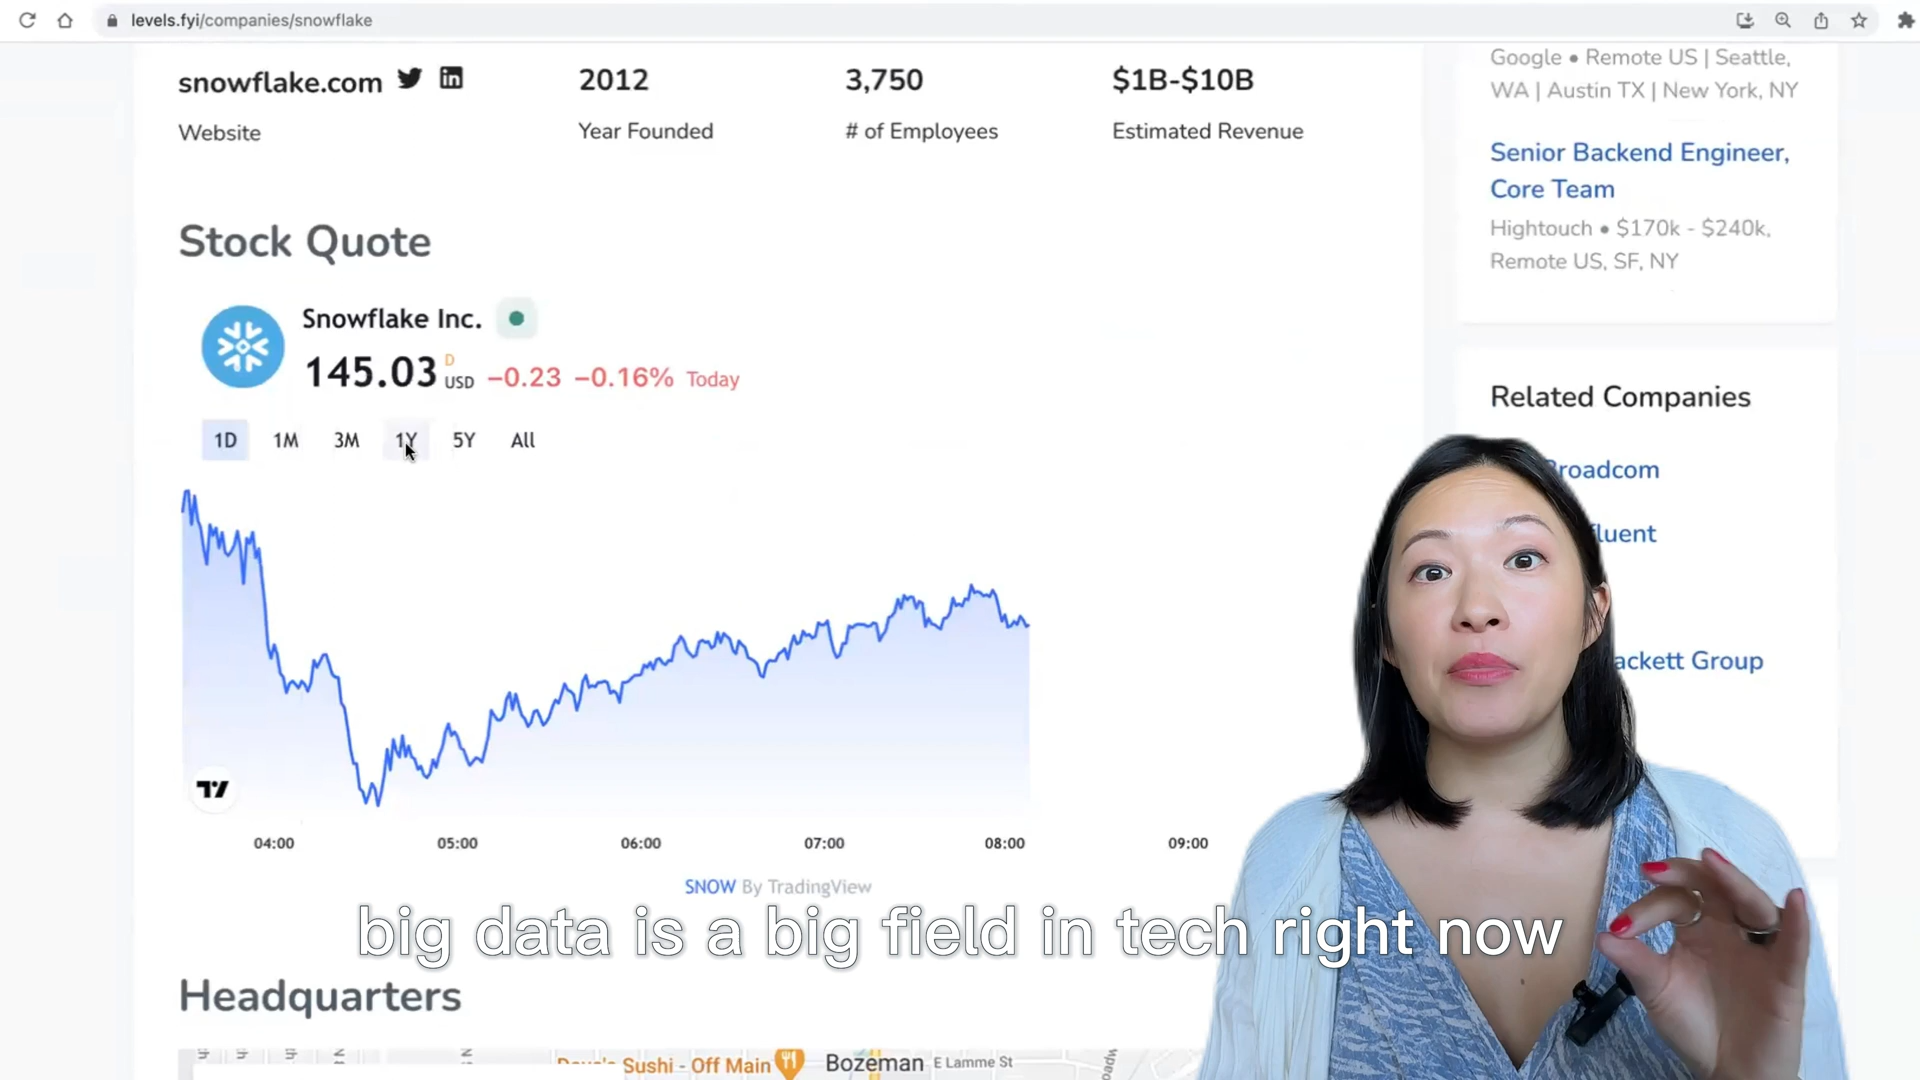 levels.fyi/companies/snowflake
snowflake.com
Website
2012
Year Founded
3,750
# of Employees
$1B-$10B
Estimated Revenue
Google • Remote US | Seattle,
WA | Austin TX | New York, NY
Senior Backend Engineer,
Core Team
Hightouch • $170k - $240k,
Remote US, SF, NY
Stock Quote
Snowflake Inc.
145.03 D USD −0.23 −0.16% Today
1D 1M 3M 1Y 5Y All
Related Companies
roadcom
fluent
ackett Group
04:00 05:00 06:00 07:00 08:00 09:00
SNOW By TradingView
big data is a big field in tech right now
Headquarters
Sushi - Off Main
Bozeman
E Lamme St